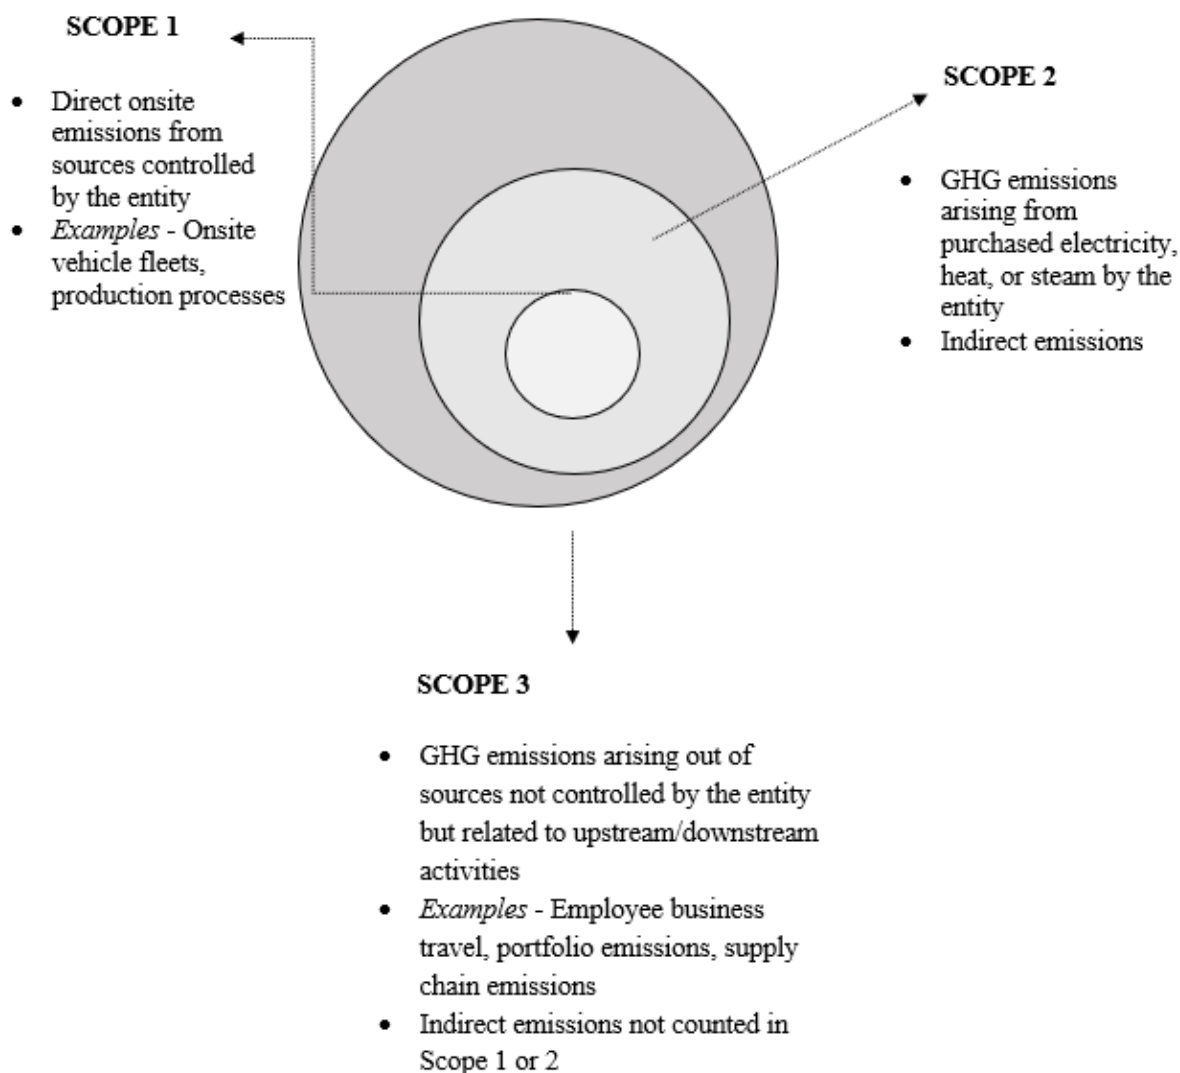 SCOPE 1
• Direct onsite
emissions from
sources controlled
by the entity
• Examples - Onsite
vehicle fleets,
production processes
SCOPE 2
• GHG emissions
arising from
purchased electricity,
heat, or steam by the
entity
• Indirect emissions
SCOPE 3
• GHG emissions arising out of
sources not controlled by the entity
but related to upstream/downstream
activities
• Examples - Employee business
travel, portfolio emissions, supply
chain emissions
• Indirect emissions not counted in
Scope 1 or 2